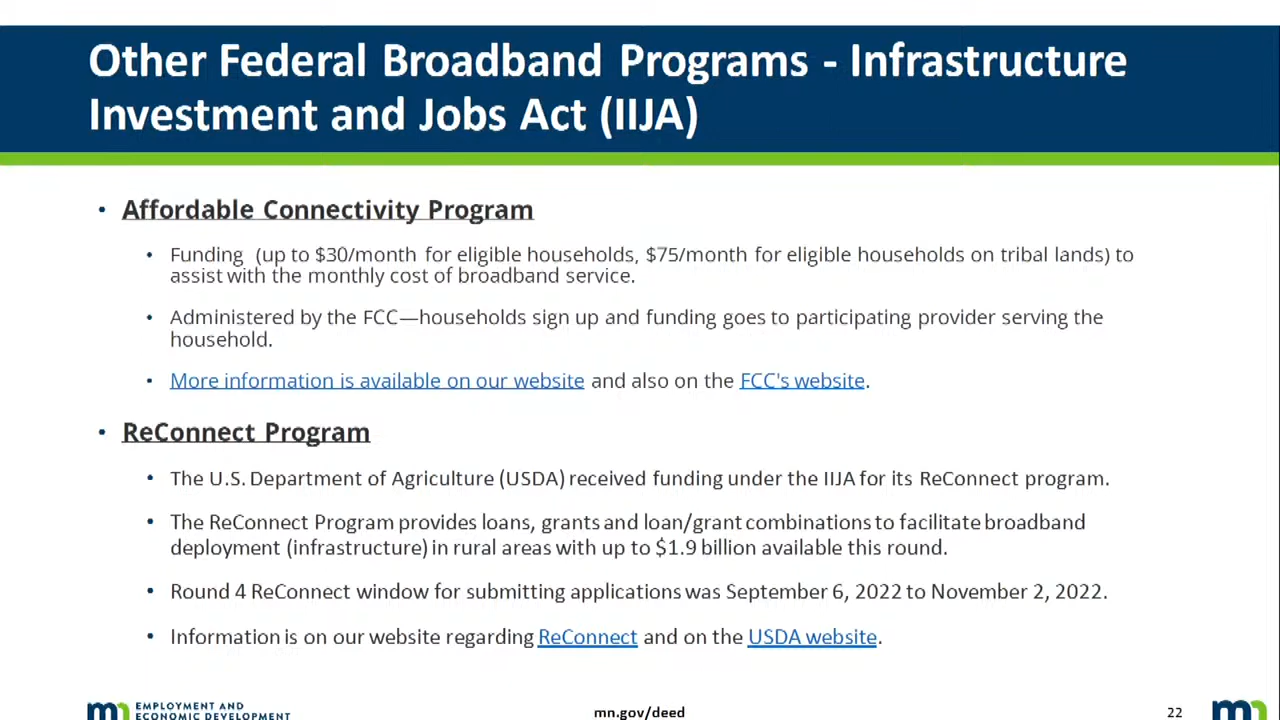 Other Federal Broadband Programs - Infrastructure
Investment and Jobs Act (IIJA)
• Affordable Connectivity Program
• Funding (up to $30/month for eligible households, $75/month for eligible households on tribal lands) to
assist with the monthly cost of broadband service.
• Administered by the FCC—households sign up and funding goes to participating provider serving the
household.
• More information is available on our website and also on the FCC's website.
• ReConnect Program
• The U.S. Department of Agriculture (USDA) received funding under the IIJA for its ReConnect program.
• The ReConnect Program provides loans, grants and loan/grant combinations to facilitate broadband
deployment (infrastructure) in rural areas with up to $1.9 billion available this round.
• Round 4 ReConnect window for submitting applications was September 6, 2022 to November 2, 2022.
• Information is on our website regarding ReConnect and on the USDA website.
mn EMPLOYMENT AND
ECONOMIC DEVELOPMENT
mn.gov/deed
22
mn